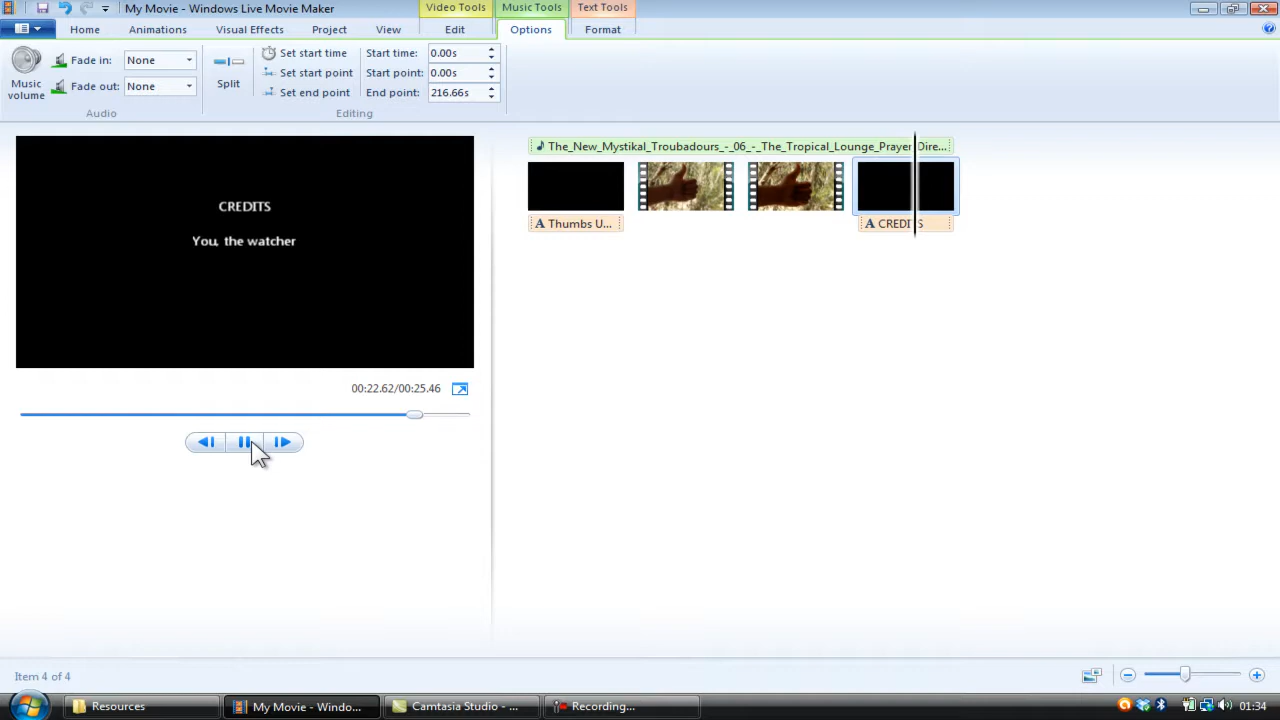 My Movie - Windows Live Movie Maker
Video Tools
Music Tools
Text Tools
Home
Animations
Visual Effects
Project
View
Edit
Options
Format
Music volume
Fade in: None
Fade out: None
Audio
Split
Set start time
Set start point
Set end point
Start time: 0.00s
Start point: 0.00s
End point: 216.66s
Editing
CREDITS
You, the watcher
00:22.62/00:25.46
The_New_Mystikal_Troubadours_-_06_-_The_Tropical_Lounge_Prayer_Dire...
A Thumbs U...
A CREDITS
Item 4 of 4
Resources
My Movie - Windo...
Camtasia Studio - ...
Recording...
01:34